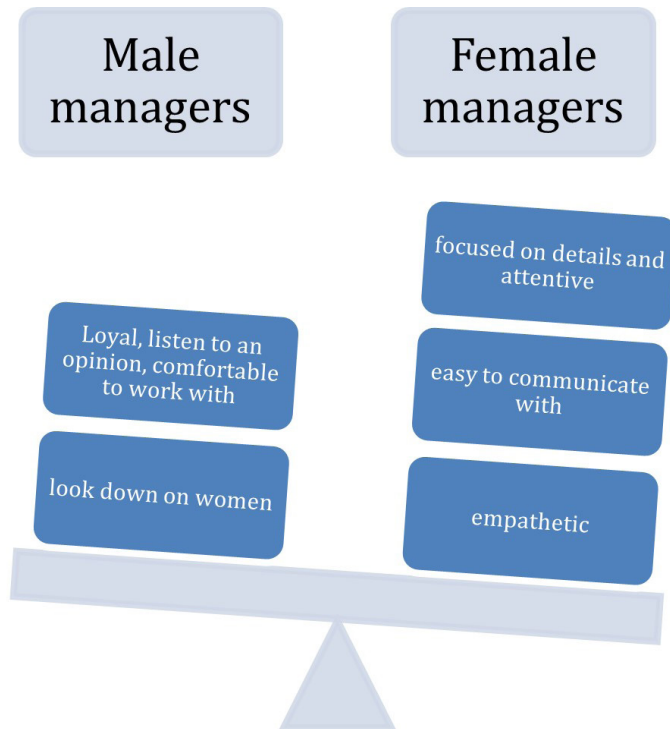 Male
managers
Female
managers
Loyal, listen to an
opinion, comfortable
to work with
look down on women
focused on details and
attentive
easy to communicate
with
empathetic